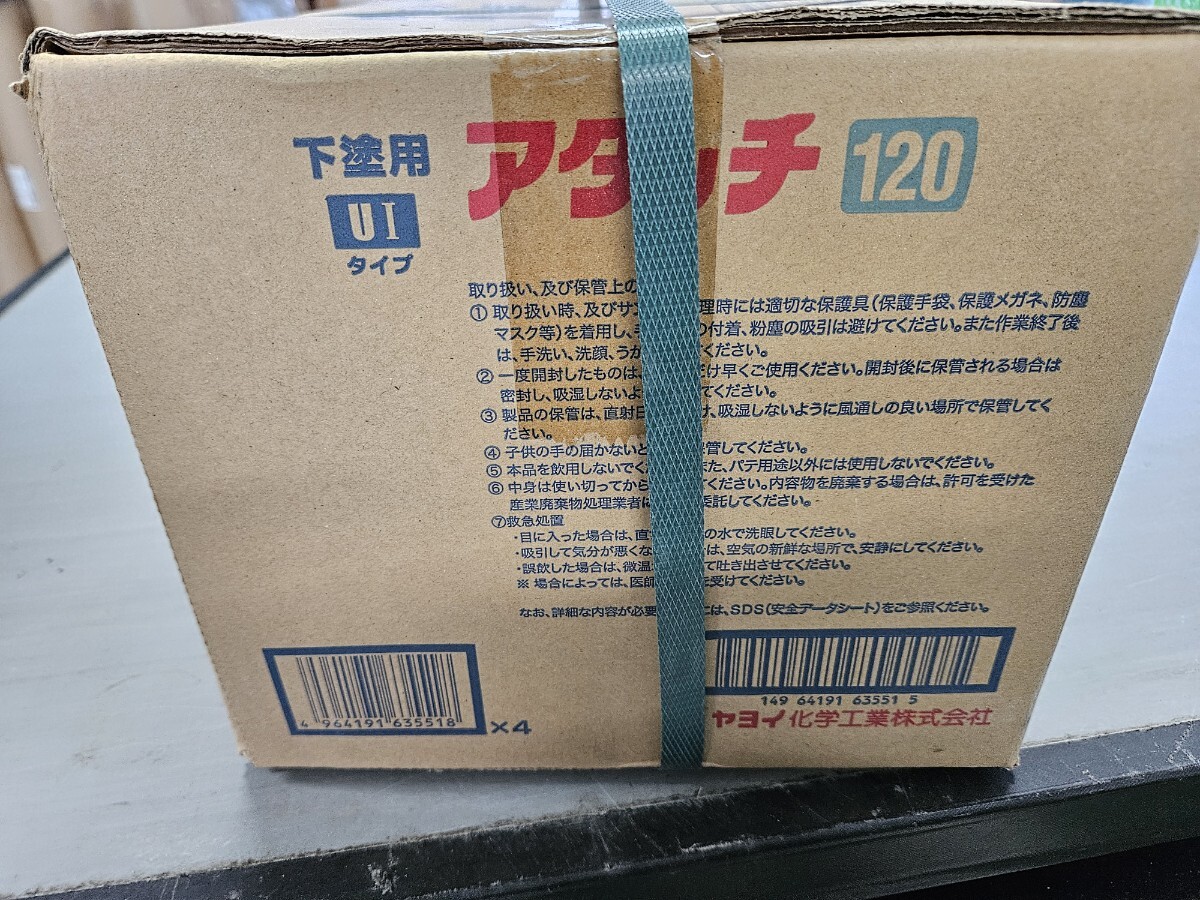 下塗用 アタッチ 120
UI
タイプ
取り扱い、及び保管上の
① 取り扱い時、及びサン 理時には適切な保護具(保護手袋、保護メガネ、防塵
マスク等)を着用し、 の付着、粉塵の吸引は避けてください。また作業終了後
は、手洗い、洗顔、うが ください。
② 一度開封したものは、 だけ早くご使用ください。開封後に保管される場合は
密封し、吸湿しないよ てください。
③ 製品の保管は、直射日 け、吸湿しないように風通しの良い場所で保管してく
ださい。
④ 子供の手の届かないと 保管してください。
⑤ 本品を飲用しないでく また、パテ用途以外には使用しないでください。
⑥ 中身は使い切ってから てください。内容物を廃棄する場合は、許可を受けた
産業廃棄物処理業者に 委託してください。
⑦救急処置
・目に入った場合は、直 の水で洗眼してください。
・吸引して気分が悪くな は、空気の新鮮な場所で、安静にしてください。
・誤飲した場合は、微温 て吐き出させてください。
※ 場合によっては、医師 を受けてください。
なお、詳細な内容が必要 には、SDS(安全データシート)をご参照ください。
4 964191 635518 ×4
149 64191 63551 5
ヤヨイ化学工業株式会社